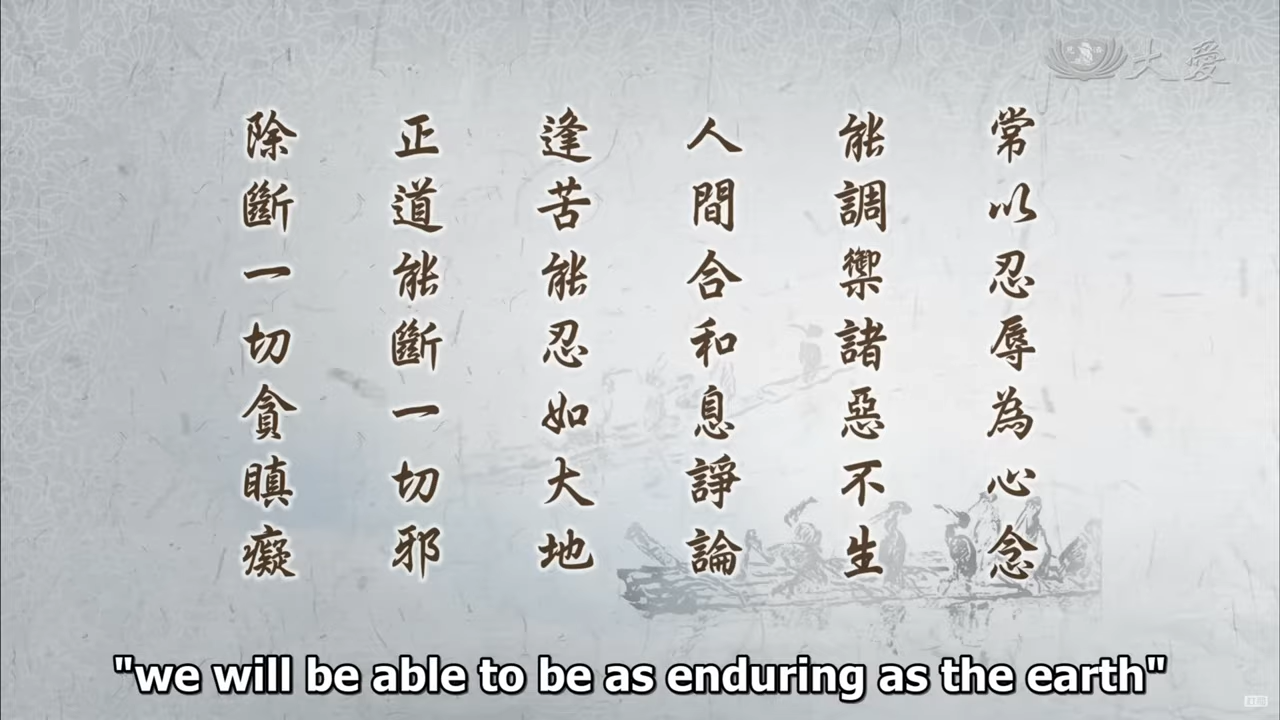 大愛
常以忍辱為心念
能調禦諸惡不生
人間合和息諍論
逢苦能忍如大地
正道能斷一切邪
除斷一切貪瞋癡
"we will be able to be as enduring as the earth"